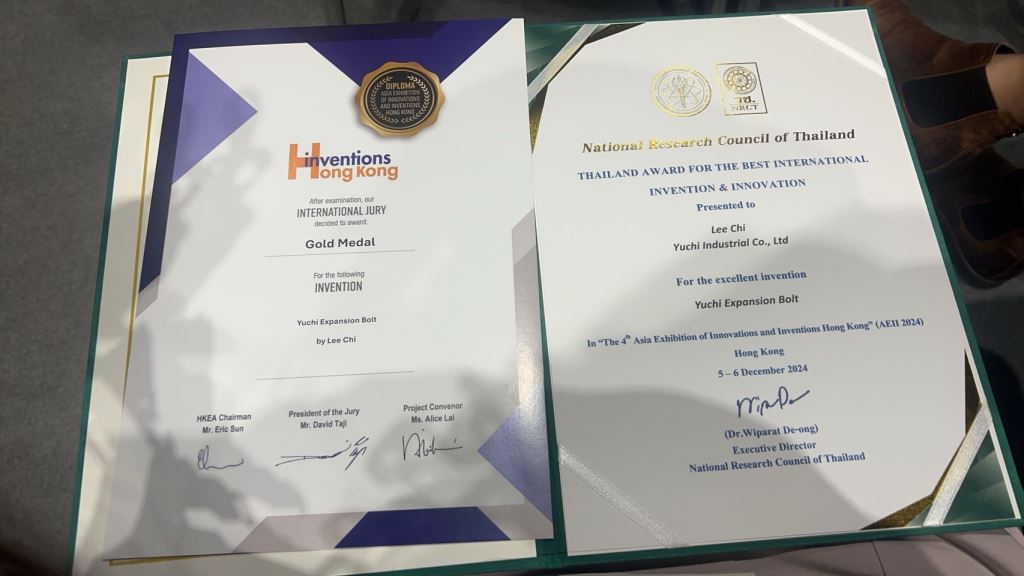 DIPLOMA
ASIA EXHIBITION
OF INNOVATIONS
AND INVENTIONS
HONG KONG
inventions
Hong Kong
After examination, our
INTERNATIONAL JURY
decided to award:
Gold Medal
For the following
INVENTION
Yuchi Expansion Bolt
by Lee Chi
HKEA Chairman
Mr. Eric Sun
President of the Jury
Mr. David Taji
Project Convenor
Ms. Alice Lai
วช.
NRCT
National Research Council of Thailand
THAILAND AWARD FOR THE BEST INTERNATIONAL
INVENTION & INNOVATION
Presented to
Lee Chi
Yuchi Industrial Co., Ltd
For the excellent invention
Yuchi Expansion Bolt
In "The 4th Asia Exhibition of Innovations and Inventions Hong Kong" (AEII 2024)
Hong Kong
5 – 6 December 2024
(Dr.Wiparat De-ong)
Executive Director
National Research Council of Thailand